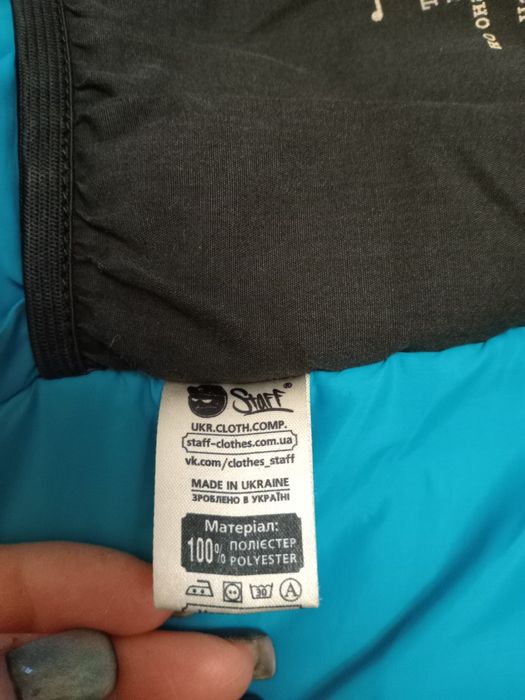 Staff®
UKR.CLOTH.COMP.
staff-clothes.com.ua
vk.com/clothes_staff
MADE IN UKRAINE
ЗРОБЛЕНО В УКРАЇНІ
Матеріал:
100% ПОЛІЄСТЕР
POLYESTER
30 A